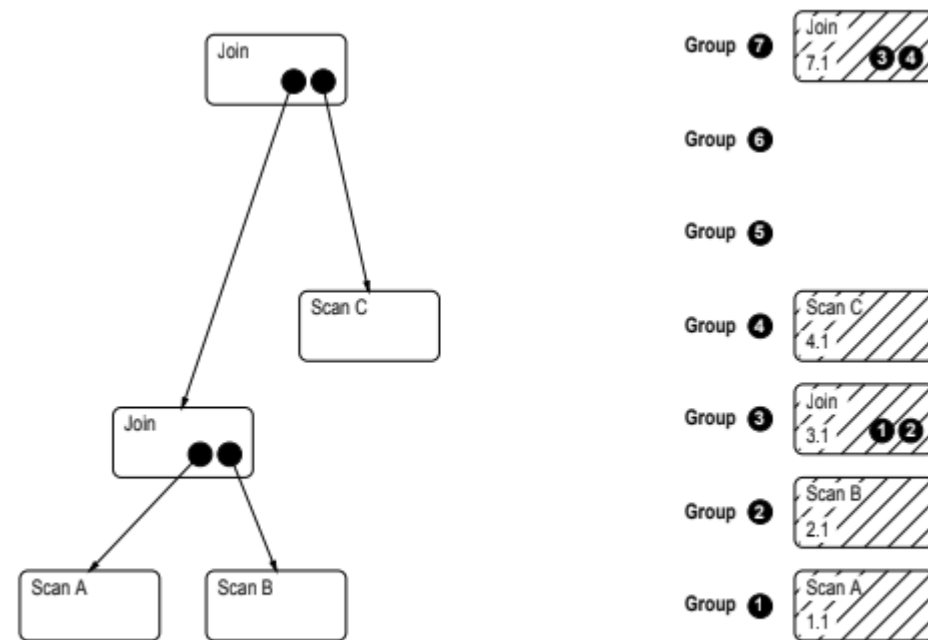 Join
Scan C
Join
Scan A
Scan B
Group 7
Join
7.1 3 4
Group 6
Group 5
Group 4
Scan C
4.1
Group 3
Join
3.1 1 2
Group 2
Scan B
2.1
Group 1
Scan A
1.1